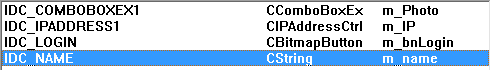 IDC_COMBOBOXEX1 CComboBoxEx m_Photo
IDC_IPADDRESS1 CIPAddressCtrl m_IP
IDC_LOGIN CBitmapButton m_bnLogin
IDC_NAME CString m_name